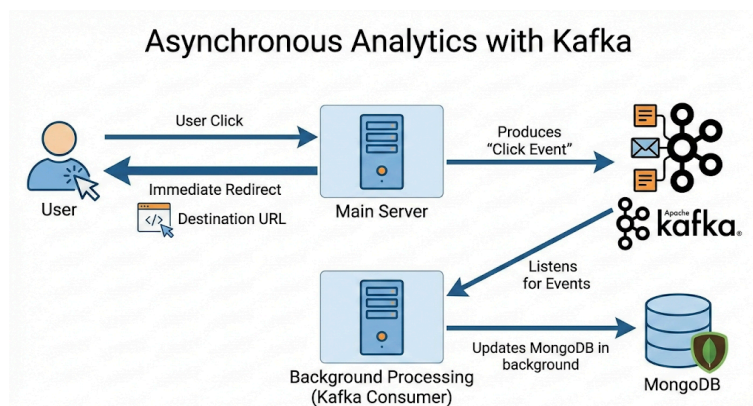 Asynchronous Analytics with Kafka
User Click
Immediate Redirect
</>
Destination URL
User
Main Server
Produces
"Click Event"
Apache
kafka®
Listens
for Events
Background Processing
(Kafka Consumer)
Updates MongoDB in
background
MongoDB